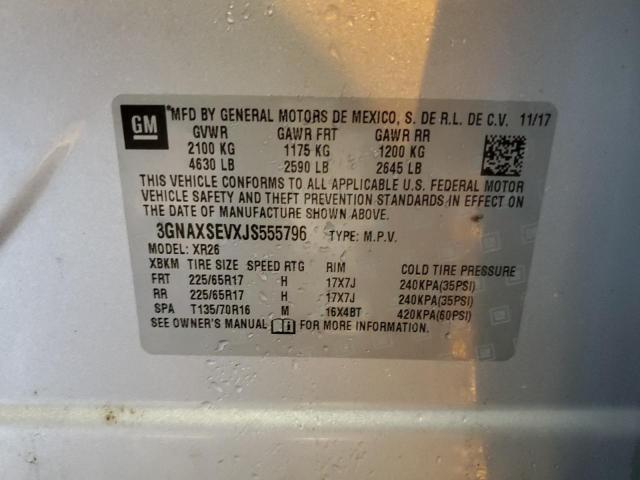 GM
MFD BY GENERAL MOTORS DE MEXICO, S. DE R.L. DE C.V. 11/17
GVWR GAWR FRT GAWR RR
2100 KG 1175 KG 1200 KG
4630 LB 2590 LB 2645 LB
THIS VEHICLE CONFORMS TO ALL APPLICABLE U.S. FEDERAL MOTOR
VEHICLE SAFETY AND THEFT PREVENTION STANDARDS IN EFFECT ON
THE DATE OF MANUFACTURE SHOWN ABOVE.
3GNAXSEVXJS555796 TYPE: M.P.V.
MODEL: XR26
XBKM TIRE SIZE SPEED RTG RIM COLD TIRE PRESSURE
FRT 225/65R17 H 17X7J 240KPA(35PSI)
RR 225/65R17 H 17X7J 240KPA(35PSI)
SPA T135/70R16 M 16X4BT 420KPA(60PSI)
SEE OWNER'S MANUAL FOR MORE INFORMATION.